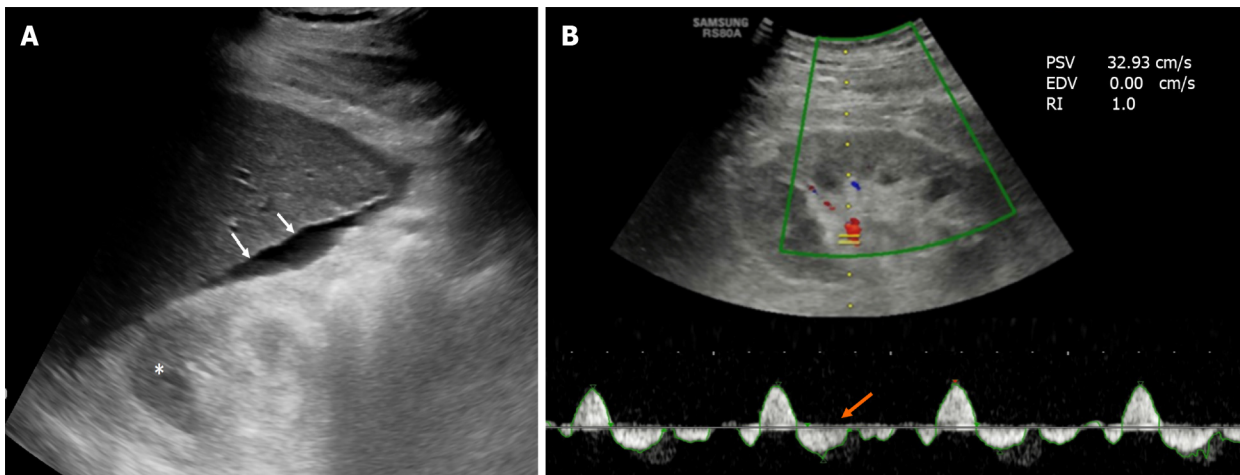 A
*
B
SAMSUNG
RS80A
PSV 32.93 cm/s
EDV 0.00 cm/s
RI 1.0